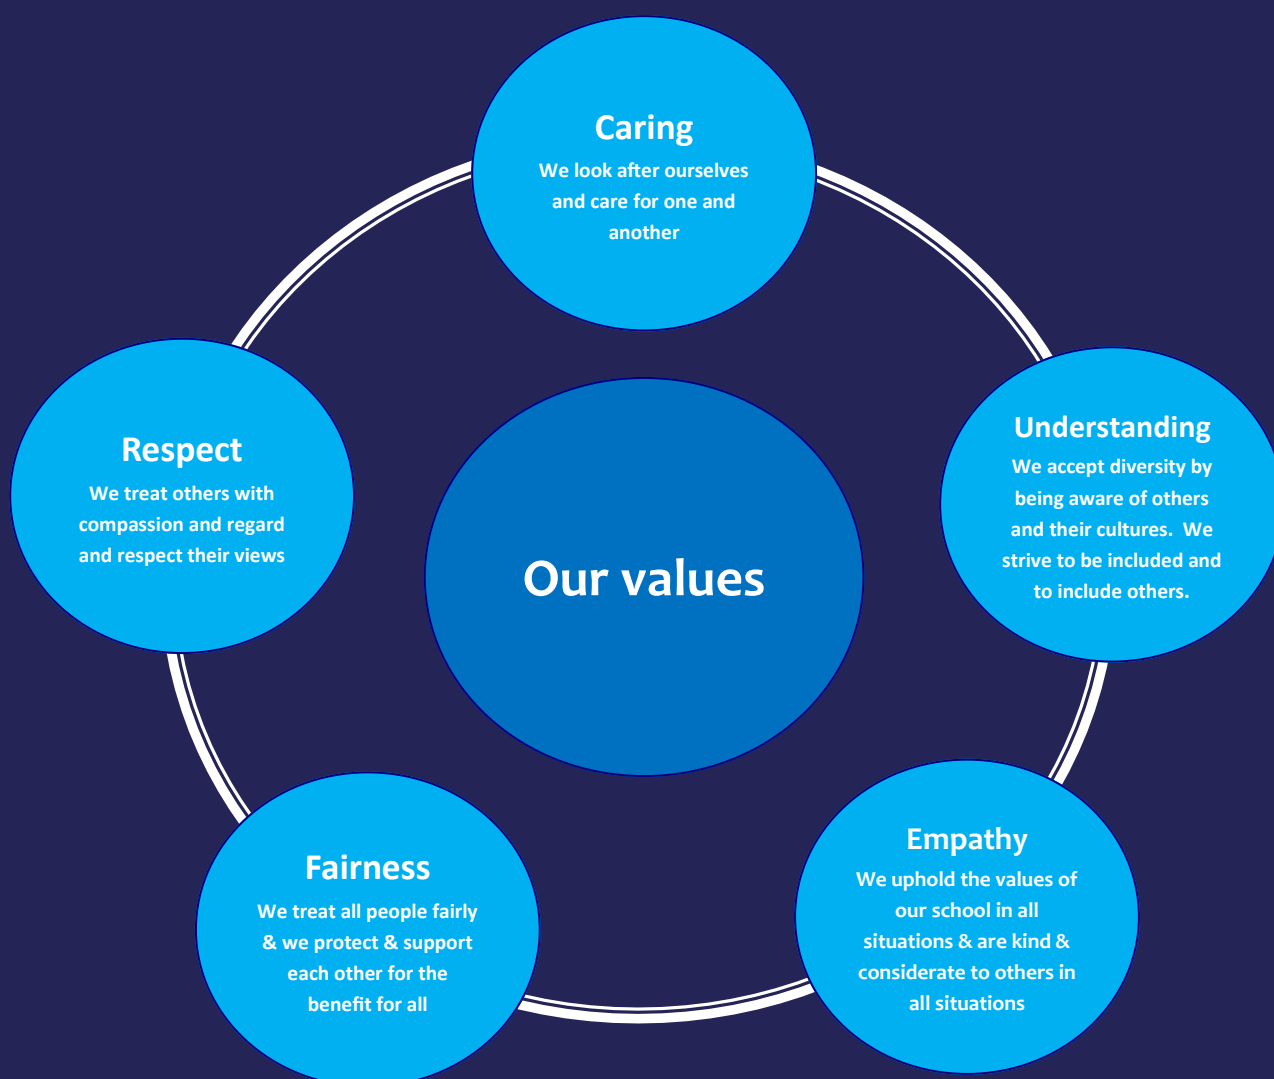 Caring
We look after ourselves
and care for one and
another
Respect
We treat others with
compassion and regard
and respect their views
Our values
Understanding
We accept diversity by
being aware of others
and their cultures.  We
strive to be included and
to include others.
Fairness
We treat all people fairly
& we protect & support
each other for the
benefit for all
Empathy
We uphold the values of
our school in all
situations & are kind &
considerate to others in
all situations